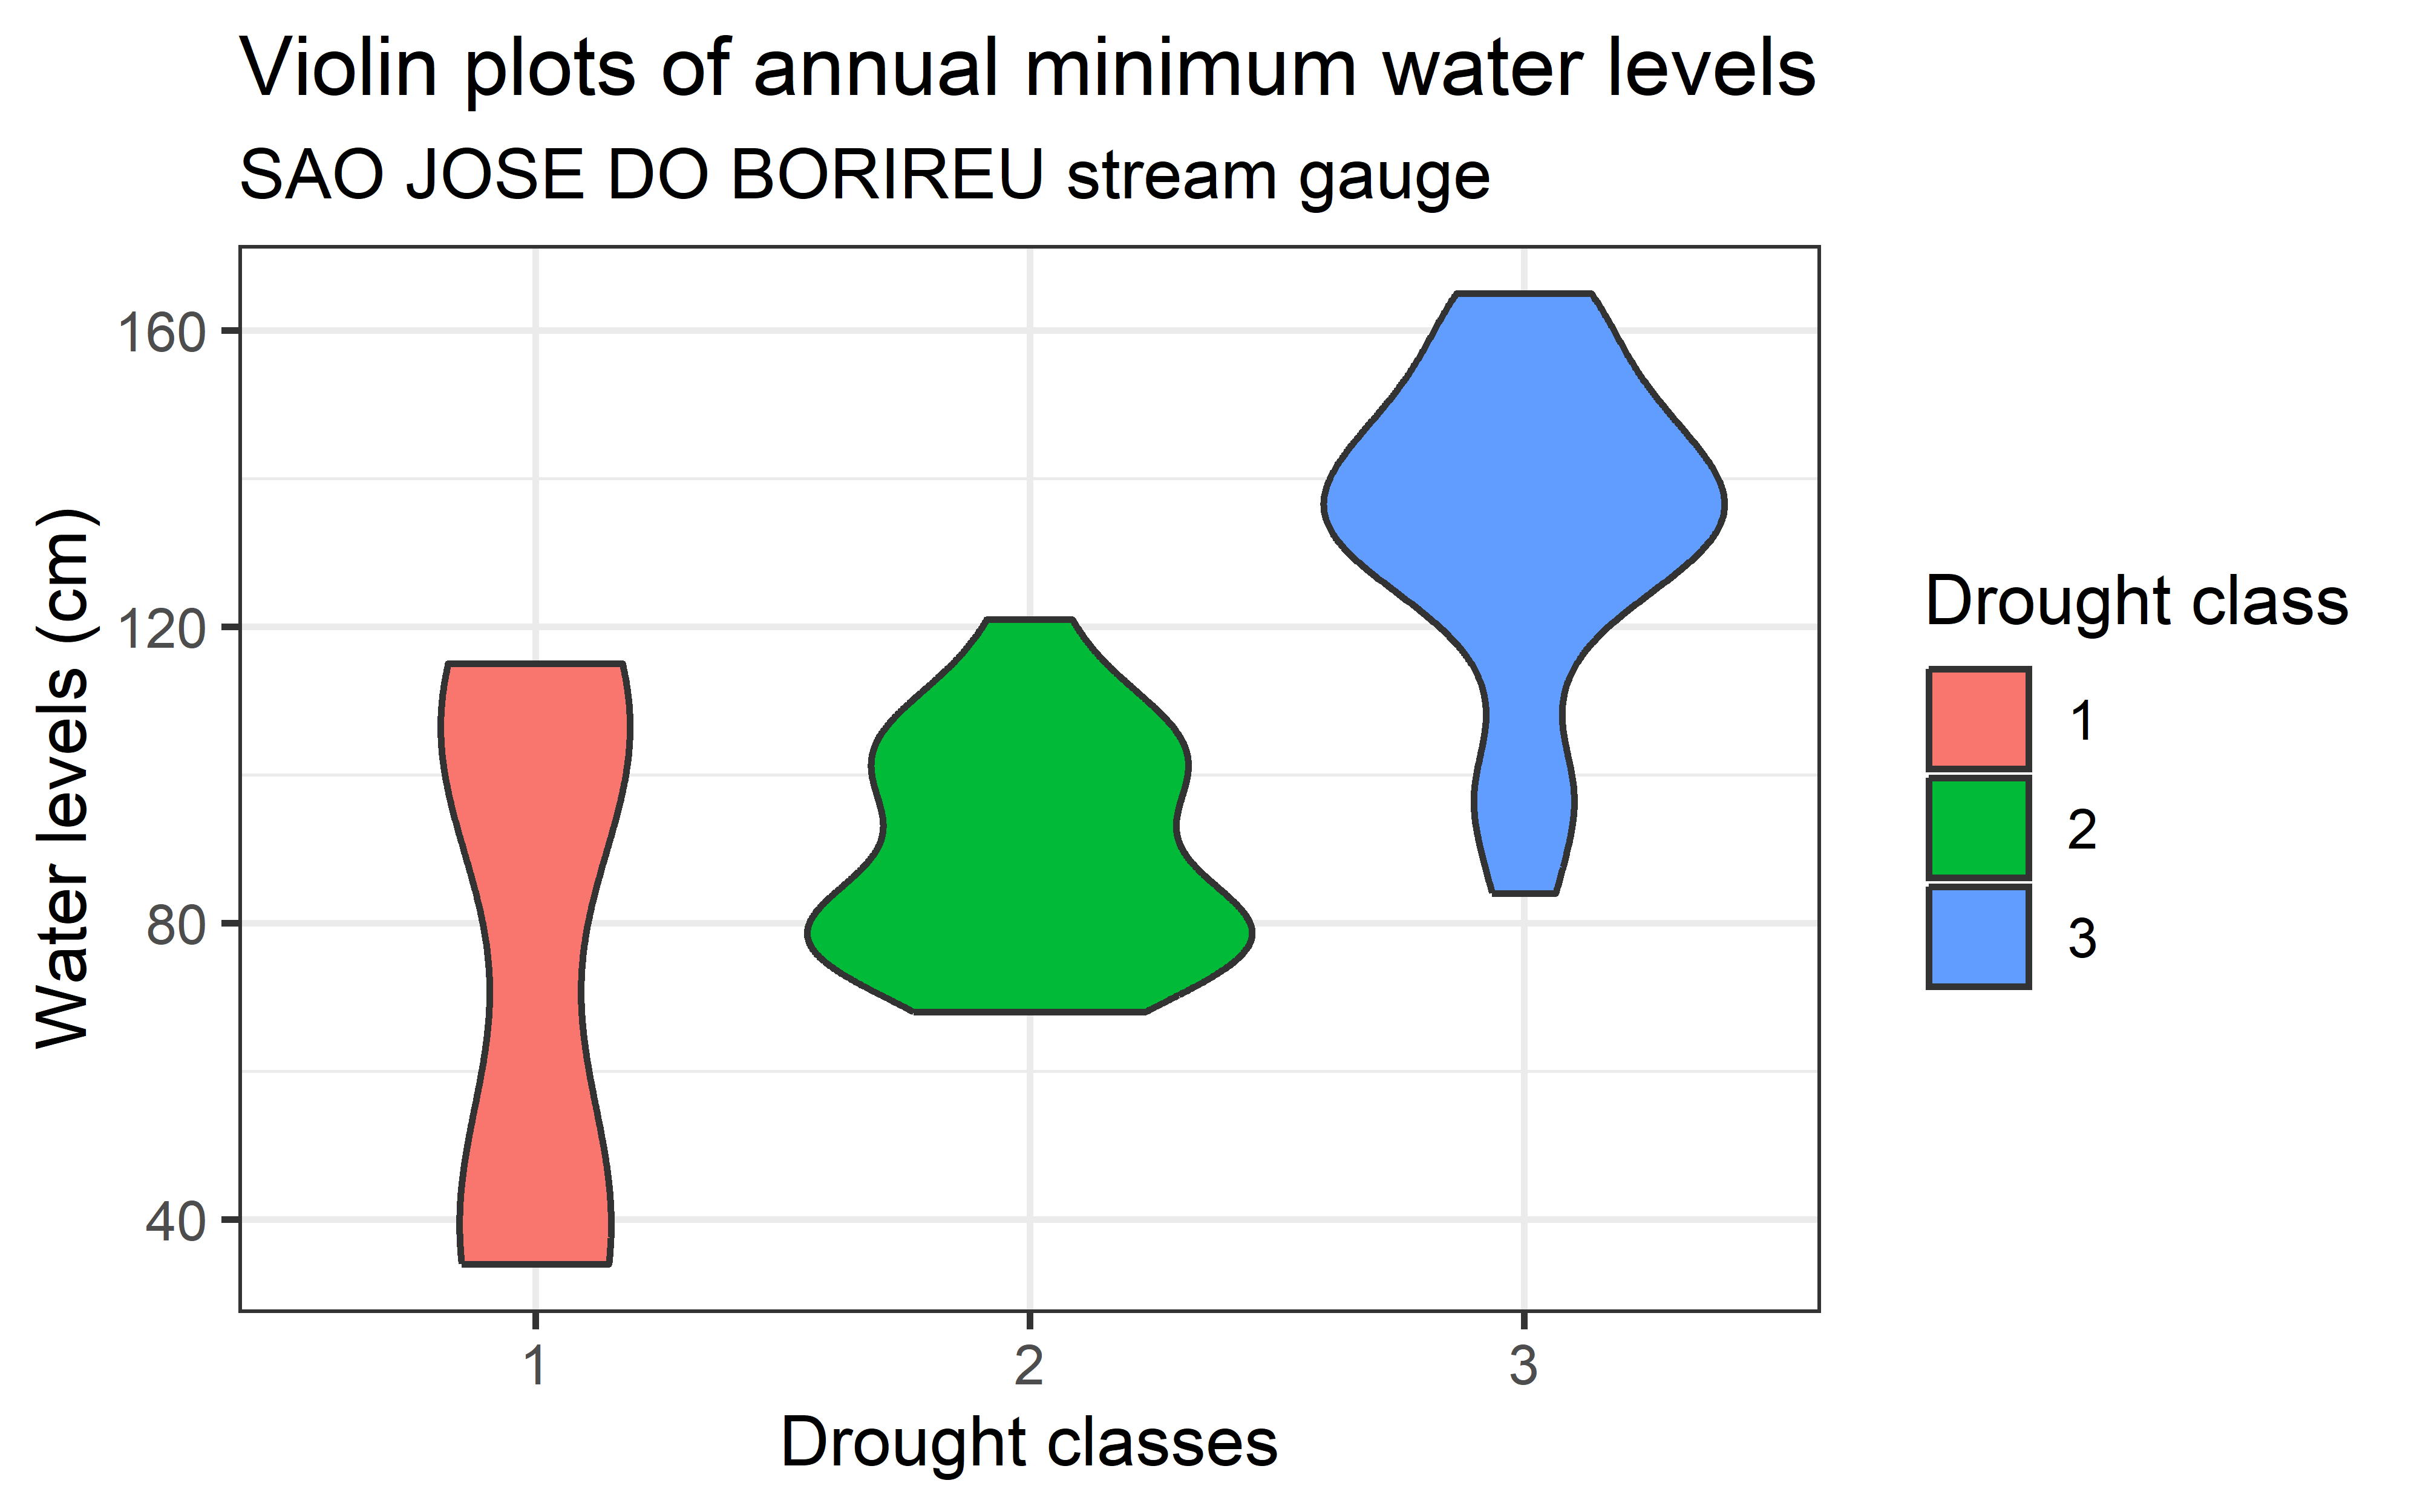 Violin plots of annual minimum water levels
SAO JOSE DO BORIREU stream gauge
Water levels (cm)
160
120
80
40
1
2
3
Drought classes
Drought class
1
2
3